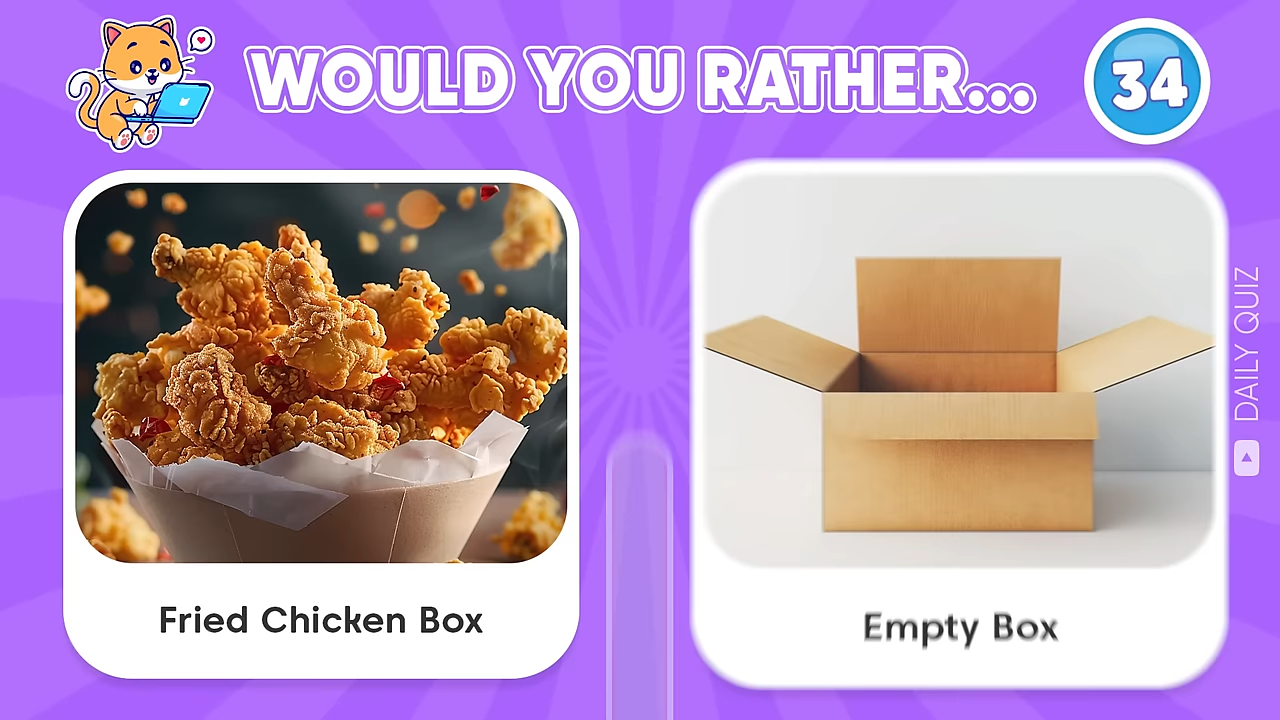 WOULD YOU RATHER...
34
Fried Chicken Box
Empty Box
DAILY QUIZ